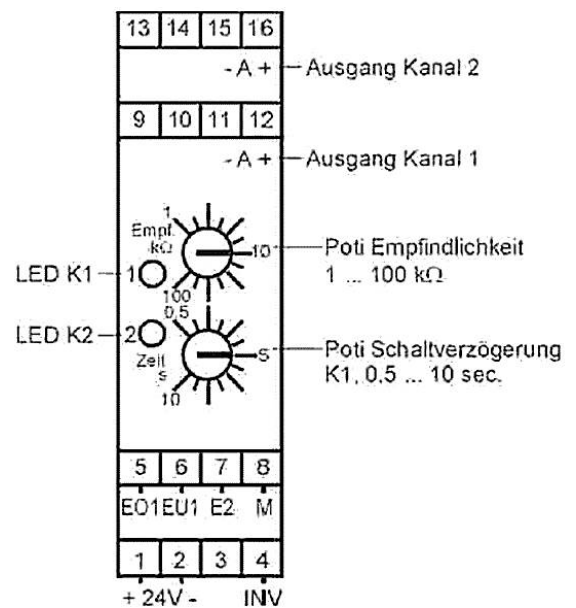 13 14 15 16
- A + Ausgang Kanal 2
9 10 11 12
- A + Ausgang Kanal 1
1
Empf.
kΩ
10
Poti Empfindlichkeit
1 ... 100 kΩ
LED K1 1
100
0,5
LED K2 2
Zeit
s
10
5
Poti Schaltverzögerung
K1, 0,5 ... 10 sec.
5 6 7 8
EO1 EU1 E2 M
1 2 3 4
+ 24V - INV